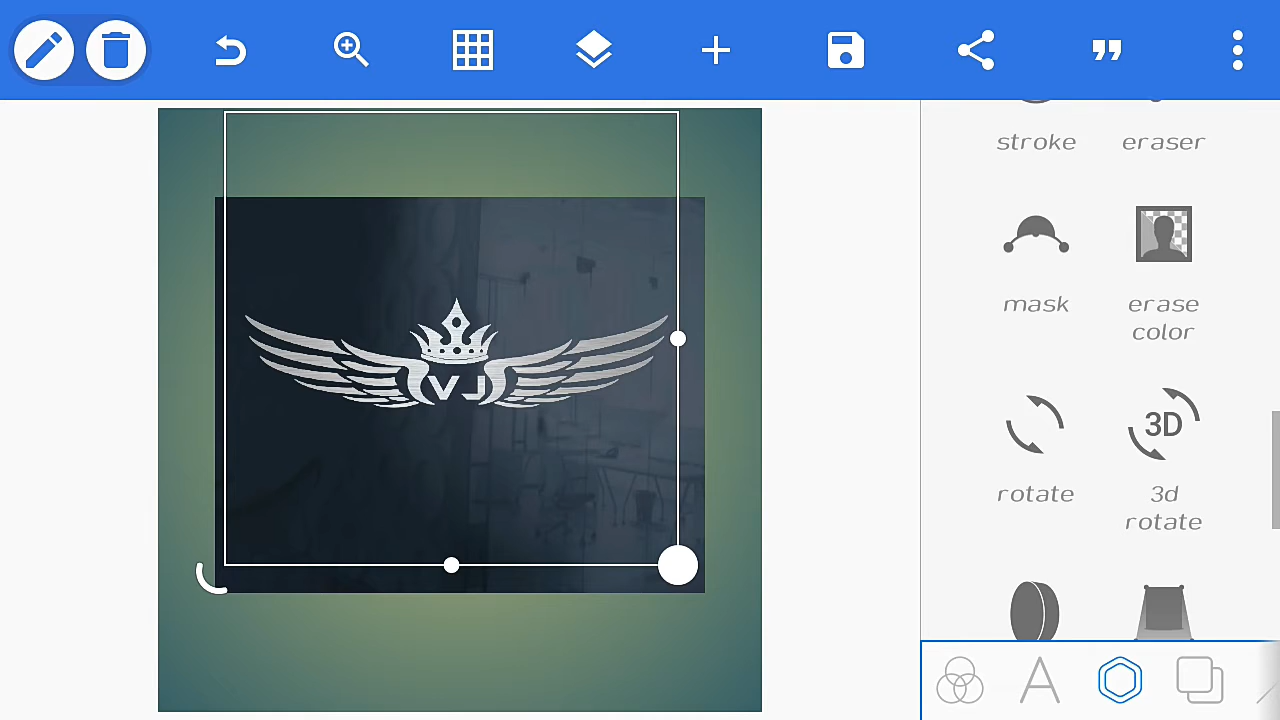 stroke eraser
mask erase
color
3D
rotate 3d
rotate
VJ